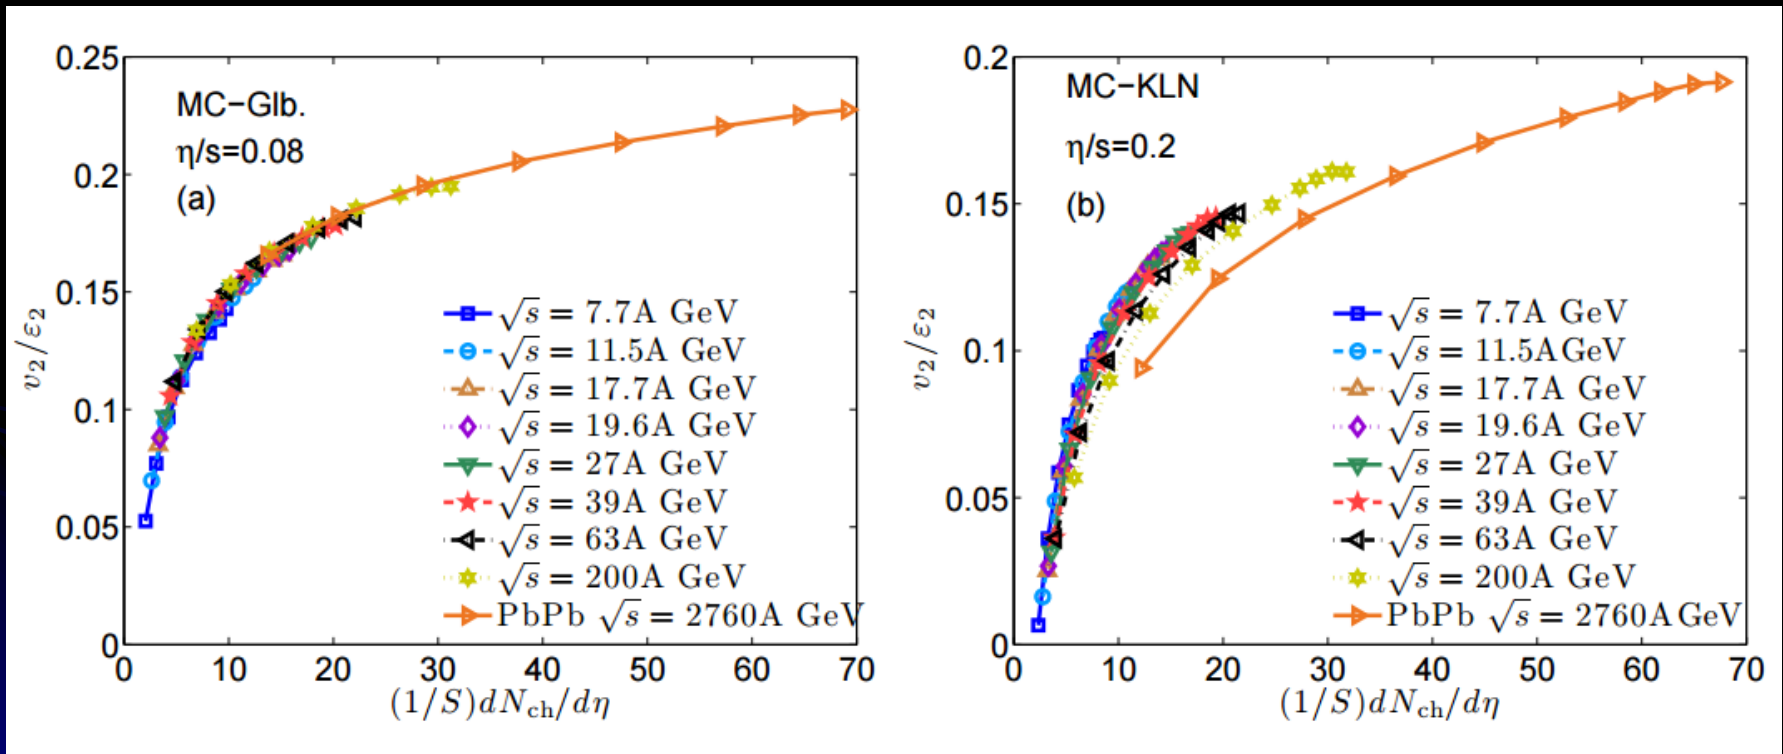 0.25
0.2
0.15
0.1
0.05
0
v₂/ε₂
MC−Glb.
η/s=0.08
(a)
√s = 7.7A GeV
√s = 11.5A GeV
√s = 17.7A GeV
√s = 19.6A GeV
√s = 27A GeV
√s = 39A GeV
√s = 63A GeV
√s = 200A GeV
PbPb √s = 2760A GeV
0 10 20 30 40 50 60 70
(1/S)dN_ch/dη
0.2
0.15
0.1
0.05
0
v₂/ε₂
MC−KLN
η/s=0.2
(b)
√s = 7.7A GeV
√s = 11.5A GeV
√s = 17.7A GeV
√s = 19.6A GeV
√s = 27A GeV
√s = 39A GeV
√s = 63A GeV
√s = 200A GeV
PbPb √s = 2760A GeV
0 10 20 30 40 50 60 70
(1/S)dN_ch/dη